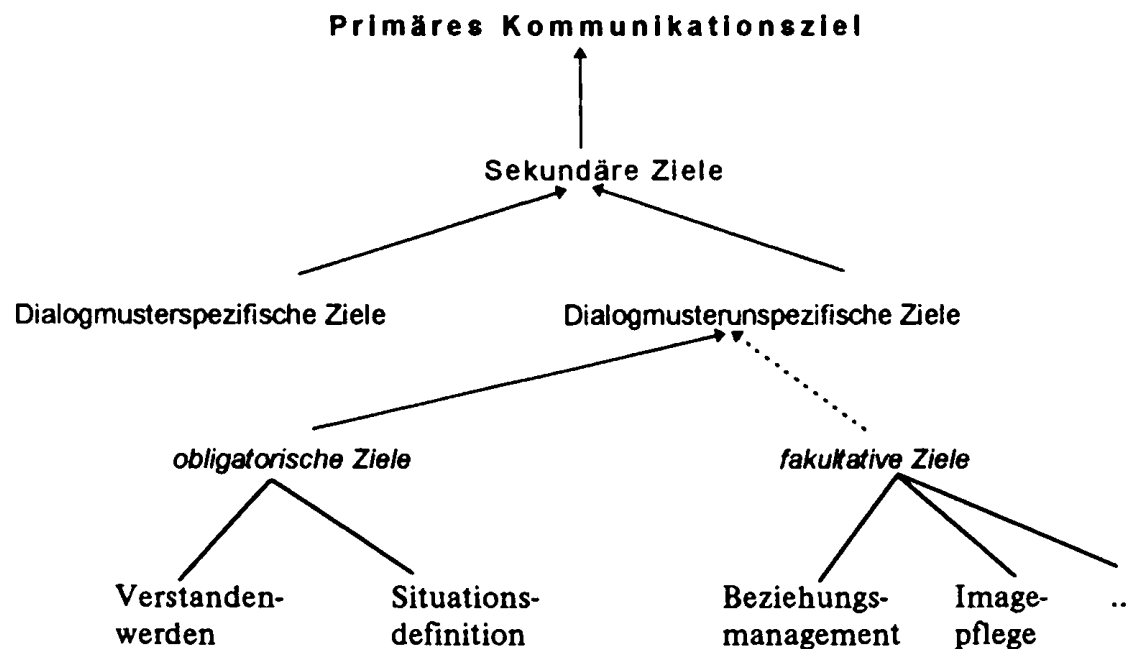 Primäres Kommunikationsziel
Sekundäre Ziele
Dialogmusterspezifische Ziele Dialogmusterunspezifische Ziele
obligatorische Ziele fakultative Ziele
Verstanden- Situations- Beziehungs- Image- ..
werden definition management pflege